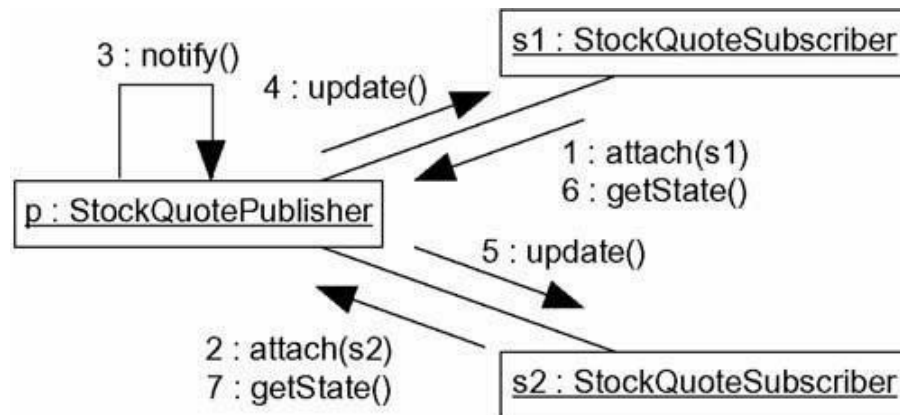 s1 : StockQuoteSubscriber
3 : notify()
4 : update()
1 : attach(s1)
6 : getState()
p : StockQuotePublisher
5 : update()
2 : attach(s2)
7 : getState()
s2 : StockQuoteSubscriber